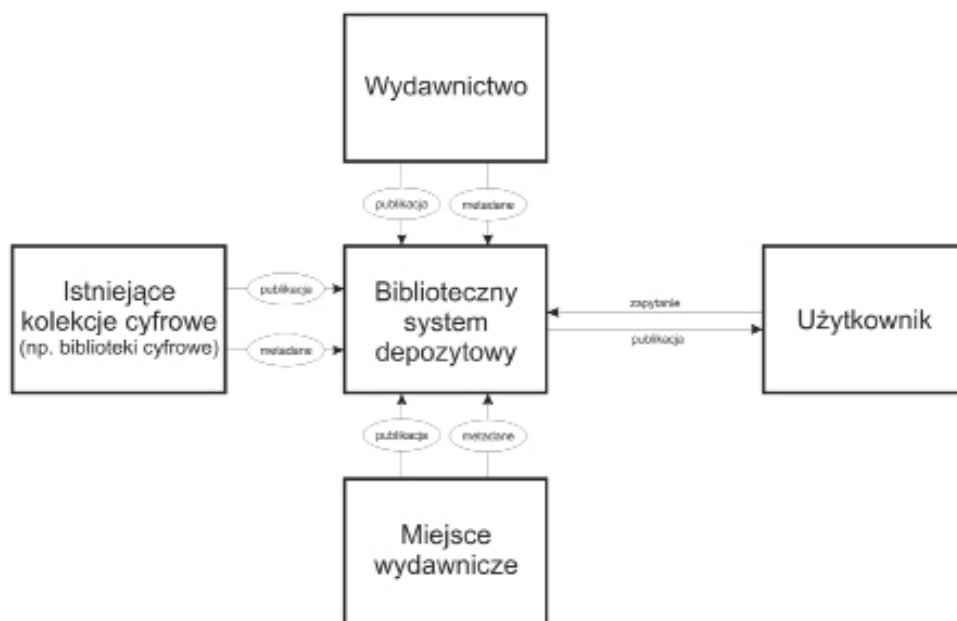 Wydawnictwo
publikacja
metadane
Istniejące
kolekcje cyfrowe
(np. biblioteki cyfrowe)
publikacja
metadane
Biblioteczny
system
depozytowy
zapytanie
publikacja
Użytkownik
publikacja
metadane
Miejsce
wydawnicze